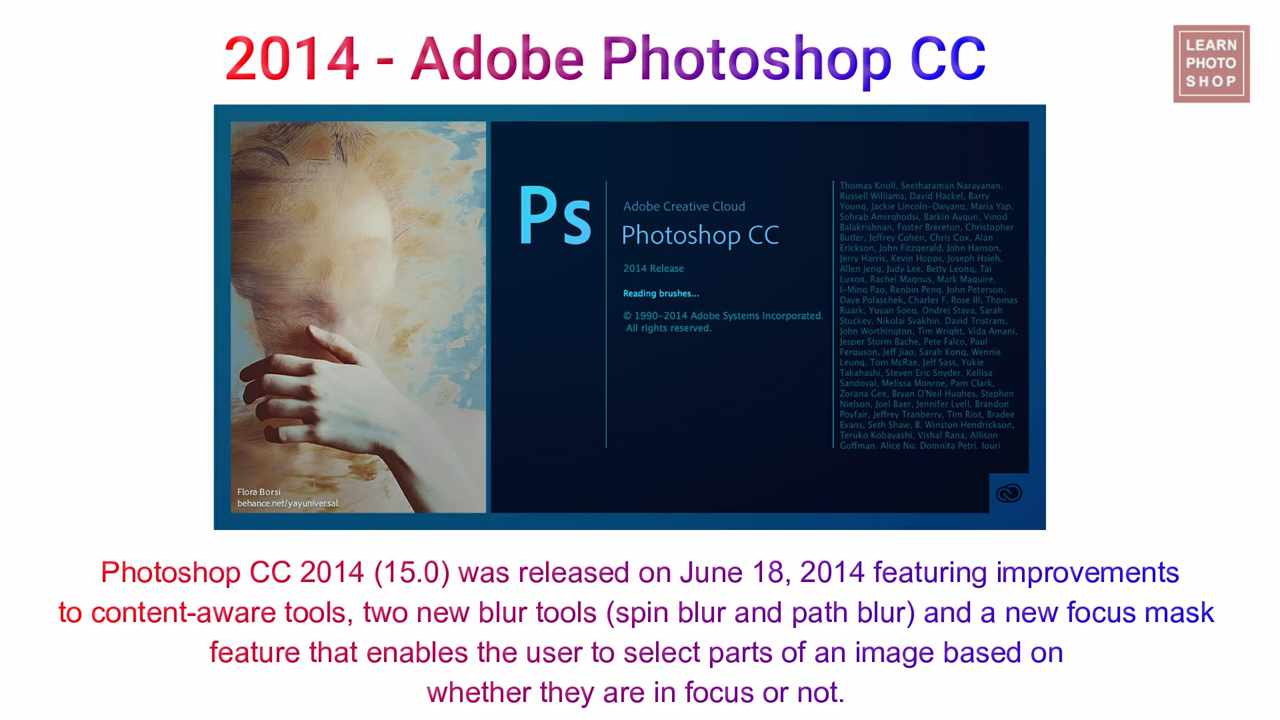 2014 - Adobe Photoshop CC
LEARN
PHOTO
SHOP
Ps
Adobe Creative Cloud
Photoshop CC
2014 Release
Reading brushes...
© 1990-2014 Adobe Systems Incorporated.
All rights reserved.
Thomas Knoll, Seetharaman Narayanan,
Russell Williams, David Hackel, Barry
Young, Jackie Lincoln-Owyang, Maria Yap,
Sohrab Amirghodsi, Barkin Aygun, Vinod
Balakrishnan, Foster Brereton, Christopher
Butler, Jeffrey Cohen, Chris Cox, Alan
Erickson, John Fitzgerald, John Hanson,
Jerry Harris, Kevin Hopps, Joseph Hsieh,
Allen Jeng, Judy Lee, Betty Leong, Tai
Luxon, Rachel Magnus, Mark Maguire,
I-Ming Pao, Renbin Peng, John Peterson,
Dave Polaschek, Charles F. Rose III, Thomas
Ruark, Yuyan Song, Ondrej Stava, Sarah
Stuckey, Nikolai Svakhin, David Tristram,
John Worthington, Tim Wright, Vida Amani,
Jesper Storm Bache, Pete Falco, Paul
Ferguson, Jeff Jiao, Sarah Kong, Wennie
Leung, Tom McRae, Jeff Sass, Yukie
Takahashi, Steven Eric Snyder, Kellisa
Sandoval, Melissa Monroe, Pam Clark,
Zorana Gee, Bryan O'Neil Hughes, Stephen
Nielson, Joel Baer, Jennifer Lyell, Brandon
Poyfair, Jeffrey Tranberry, Tim Riot, Bradee
Evans, Seth Shaw, B. Winston Hendrickson,
Teruko Kobayashi, Vishal Rana, Allison
Goffman, Alice Ng, Domnita Petri, Iouri
Flora Borsi
behance.net/yayuniversal
Photoshop CC 2014 (15.0) was released on June 18, 2014 featuring improvements
to content-aware tools, two new blur tools (spin blur and path blur) and a new focus mask
feature that enables the user to select parts of an image based on
whether they are in focus or not.